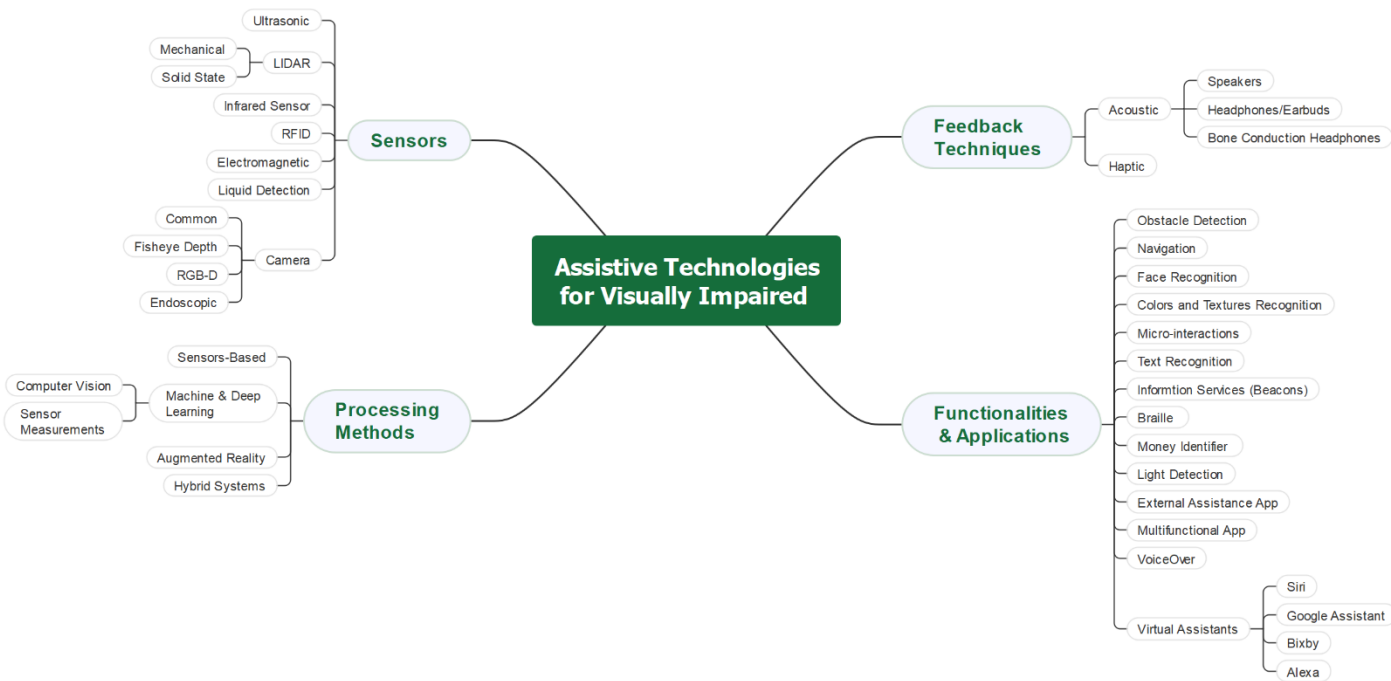 Ultrasonic
Mechanical
Solid State
LIDAR
Infrared Sensor
RFID
Electromagnetic
Liquid Detection
Common
Fisheye Depth
RGB-D
Endoscopic
Camera
Sensors
Sensors-Based
Computer Vision
Sensor
Measurements
Machine & Deep
Learning
Augmented Reality
Hybrid Systems
Processing
Methods
Assistive Technologies
for Visually Impaired
Feedback
Techniques
Acoustic
Speakers
Headphones/Earbuds
Bone Conduction Headphones
Haptic
Functionalities
& Applications
Obstacle Detection
Navigation
Face Recognition
Colors and Textures Recognition
Micro-interactions
Text Recognition
Informtion Services (Beacons)
Braille
Money Identifier
Light Detection
External Assistance App
Multifunctional App
VoiceOver
Virtual Assistants
Siri
Google Assistant
Bixby
Alexa